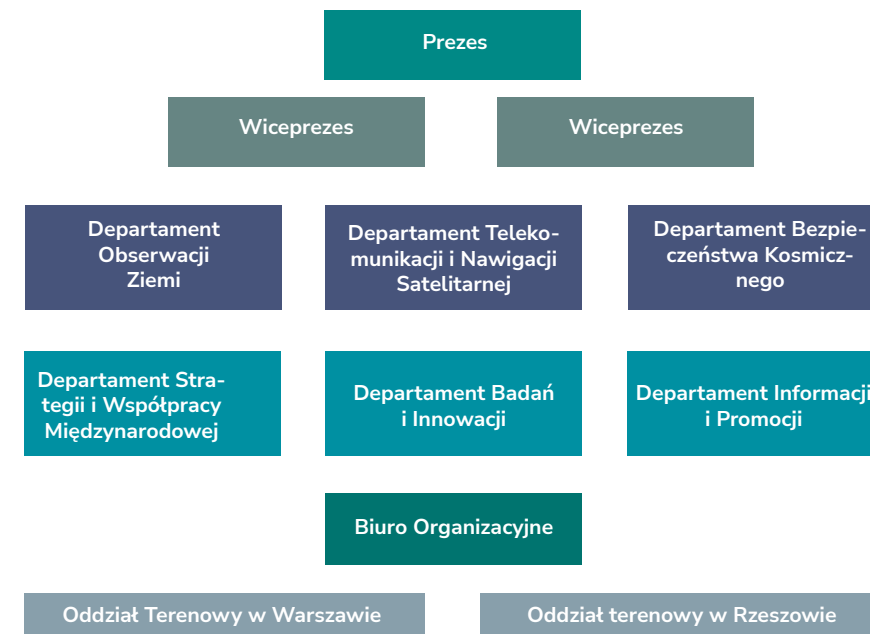 Prezes
Wiceprezes
Wiceprezes
Departament
Obserwacji
Ziemi
Departament Teleko-
munikacji i Nawigacji
Satelitarnej
Departament Bezpie-
czeństwa Kosmicz-
nego
Departament Stra-
tegii i Współpracy
Międzynarodowej
Departament Badań
i Innowacji
Departament Informacji
i Promocji
Biuro Organizacyjne
Oddział Terenowy w Warszawie
Oddział terenowy w Rzeszowie